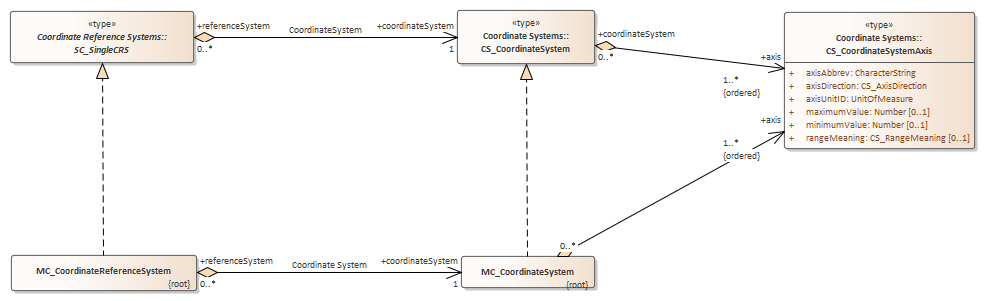 «type»
Coordinate Reference Systems::
SC_SingleCRS
+referenceSystem
0..*
CoordinateSystem
+coordinateSystem
1
«type»
Coordinate Systems::
CS_CoordinateSystem
+coordinateSystem
0..*
+axis
1..*
{ordered}
«type»
Coordinate Systems::
CS_CoordinateSystemAxis
+ axisAbbrev: CharacterString
+ axisDirection: CS_AxisDirection
+ axisUnitID: UnitOfMeasure
+ maximumValue: Number [0..1]
+ minimumValue: Number [0..1]
+ rangeMeaning: CS_RangeMeaning [0..1]
+axis
1..*
{ordered}
0..*
MC_CoordinateReferenceSystem
{root}
+referenceSystem
0..*
Coordinate System
+coordinateSystem
1
MC_CoordinateSystem
{root}